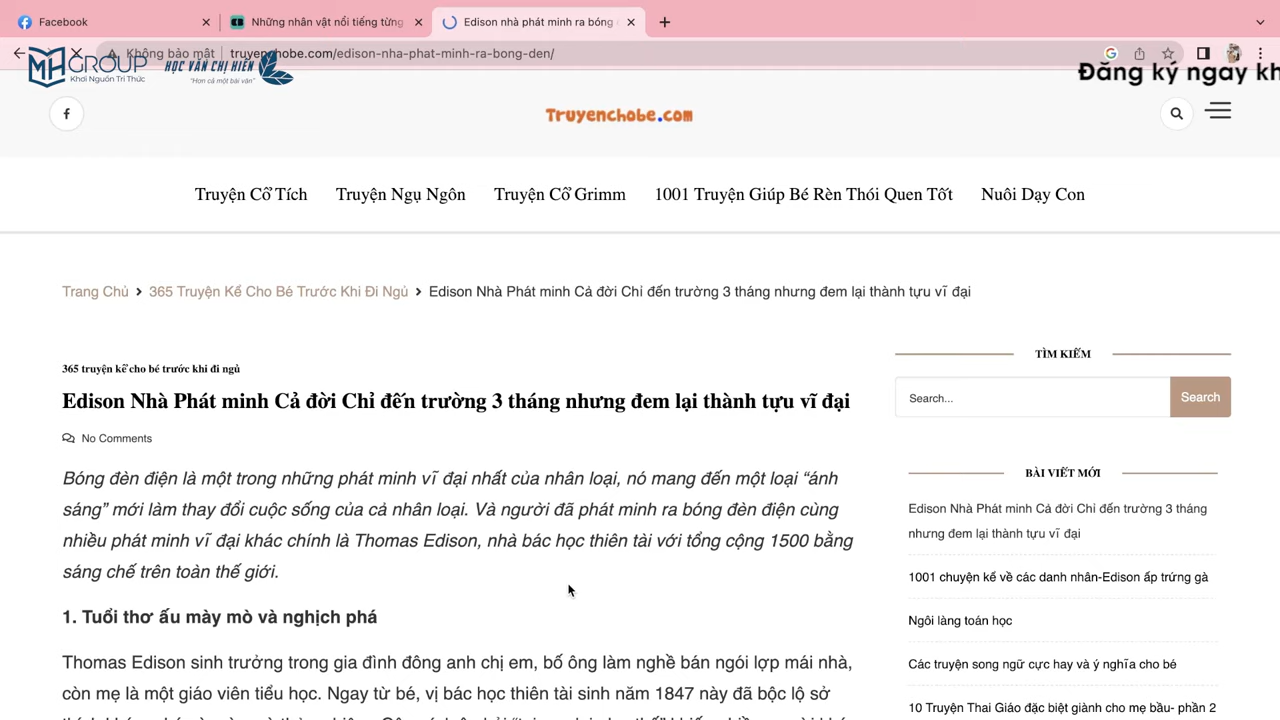 Facebook
Những nhân vật nổi tiếng từng
Edison nhà phát minh ra bóng
Không bảo mật
truyenchobe.com/edison-nha-phat-minh-ra-bong-den/
MH GROUP
Khơi Nguồn Tri Thức
HỌC VĂN CHỊ HIÊN
"Hơn cả một bài văn"
Đăng ký ngay kh
Truyenchobe.com
Truyện Cổ Tích
Truyện Ngụ Ngôn
Truyện Cổ Grimm
1001 Truyện Giúp Bé Rèn Thói Quen Tốt
Nuôi Dạy Con
Trang Chủ > 365 Truyện Kể Cho Bé Trước Khi Đi Ngủ > Edison Nhà Phát minh Cả đời Chỉ đến trường 3 tháng nhưng đem lại thành tựu vĩ đại
365 truyện kể cho bé trước khi đi ngủ
Edison Nhà Phát minh Cả đời Chỉ đến trường 3 tháng nhưng đem lại thành tựu vĩ đại
No Comments
Bóng đèn điện là một trong những phát minh vĩ đại nhất của nhân loại, nó mang đến một loại “ánh
sáng” mới làm thay đổi cuộc sống của cả nhân loại. Và người đã phát minh ra bóng đèn điện cùng
nhiều phát minh vĩ đại khác chính là Thomas Edison, nhà bác học thiên tài với tổng cộng 1500 bằng
sáng chế trên toàn thế giới.
1. Tuổi thơ ấu mày mò và nghịch phá
Thomas Edison sinh trưởng trong gia đình đông anh chị em, bố ông làm nghề bán ngói lợp mái nhà,
còn mẹ là một giáo viên tiểu học. Ngay từ bé, vị bác học thiên tài sinh năm 1847 này đã bộc lộ sở
TÌM KIẾM
Search...
Search
BÀI VIẾT MỚI
Edison Nhà Phát minh Cả đời Chỉ đến trường 3 tháng
nhưng đem lại thành tựu vĩ đại
1001 chuyện kể về các danh nhân-Edison ấp trứng gà
Ngôi làng toán học
Các truyện song ngữ cực hay và ý nghĩa cho bé
10 Truyện Thai Giáo đặc biệt giành cho mẹ bầu- phần 2